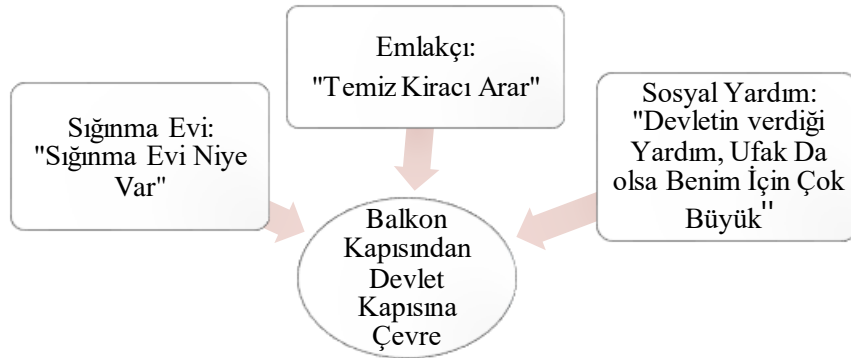 Sığınma Evi:
"Sığınma Evi Niye
Var"
Emlakçı:
"Temiz Kiracı Arar"
Sosyal Yardım:
"Devletin verdiği
Yardım, Ufak Da
olsa Benim İçin Çok
Büyük"
Balkon
Kapısından
Devlet
Kapısına
Çevre